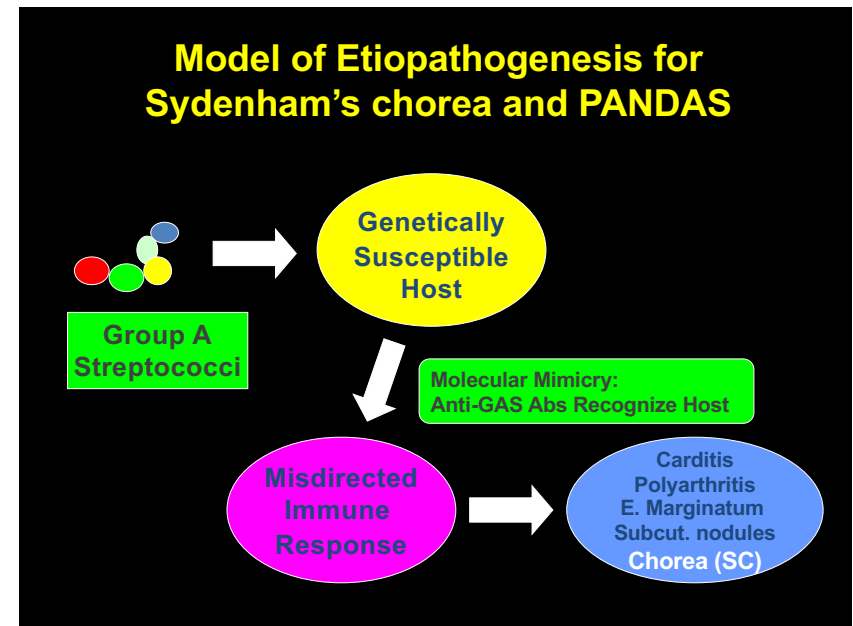 Model of Etiopathogenesis for
Sydenham's chorea and PANDAS
Genetically
Susceptible
Host
Group A
Streptococci
Molecular Mimicry:
Anti-GAS Abs Recognize Host
Misdirected
Immune
Response
Carditis
Polyarthritis
E. Marginatum
Subcut. nodules
Chorea (SC)